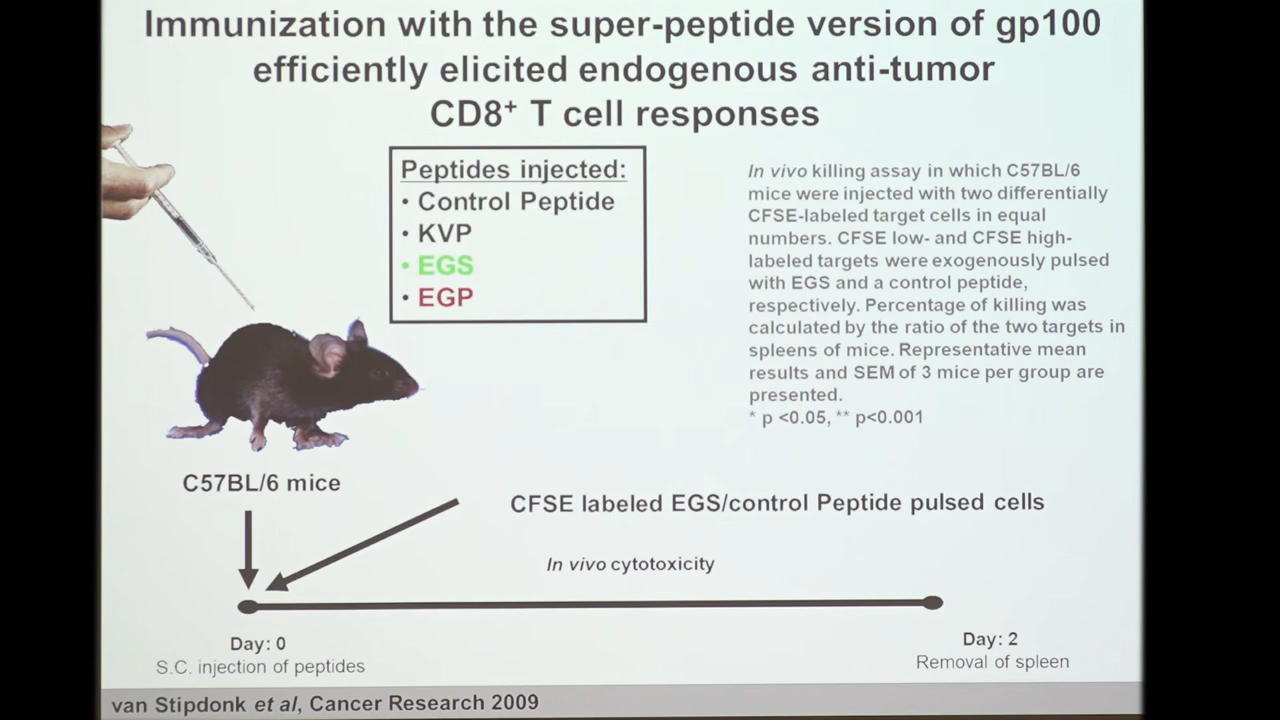 Immunization with the super-peptide version of gp100
efficiently elicited endogenous anti-tumor
CD8⁺ T cell responses
Peptides injected:
• Control Peptide
• KVP
• EGS
• EGP
In vivo killing assay in which C57BL/6
mice were injected with two differentially
CFSE-labeled target cells in equal
numbers. CFSE low- and CFSE high-
labeled targets were exogenously pulsed
with EGS and a control peptide,
respectively. Percentage of killing was
calculated by the ratio of the two targets in
spleens of mice. Representative mean
results and SEM of 3 mice per group are
presented.
* p <0.05, ** p<0.001
C57BL/6 mice
CFSE labeled EGS/control Peptide pulsed cells
In vivo cytotoxicity
Day: 0
S.C. injection of peptides
Day: 2
Removal of spleen
van Stipdonk et al, Cancer Research 2009